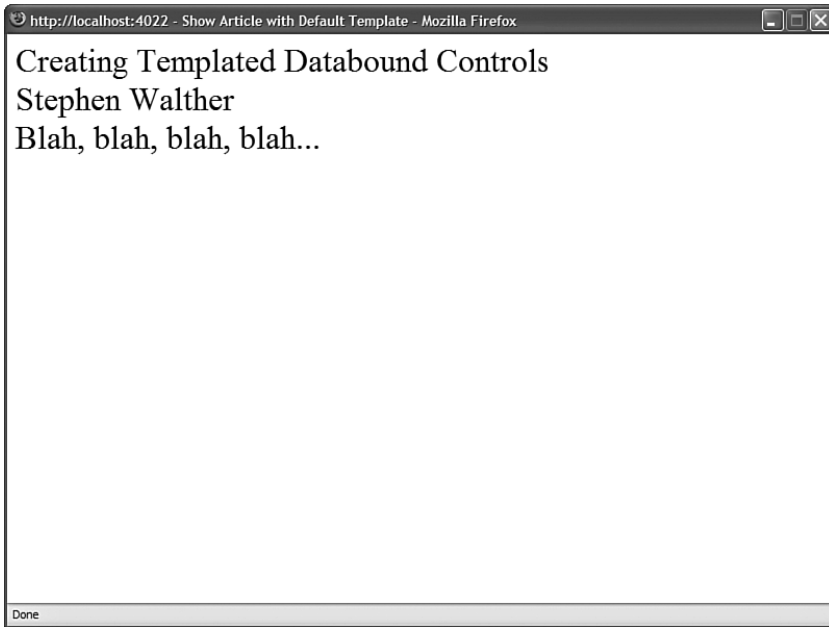 http://localhost:4022 - Show Article with Default Template - Mozilla Firefox
Creating Templated Databound Controls
Stephen Walther
Blah, blah, blah, blah...
Done